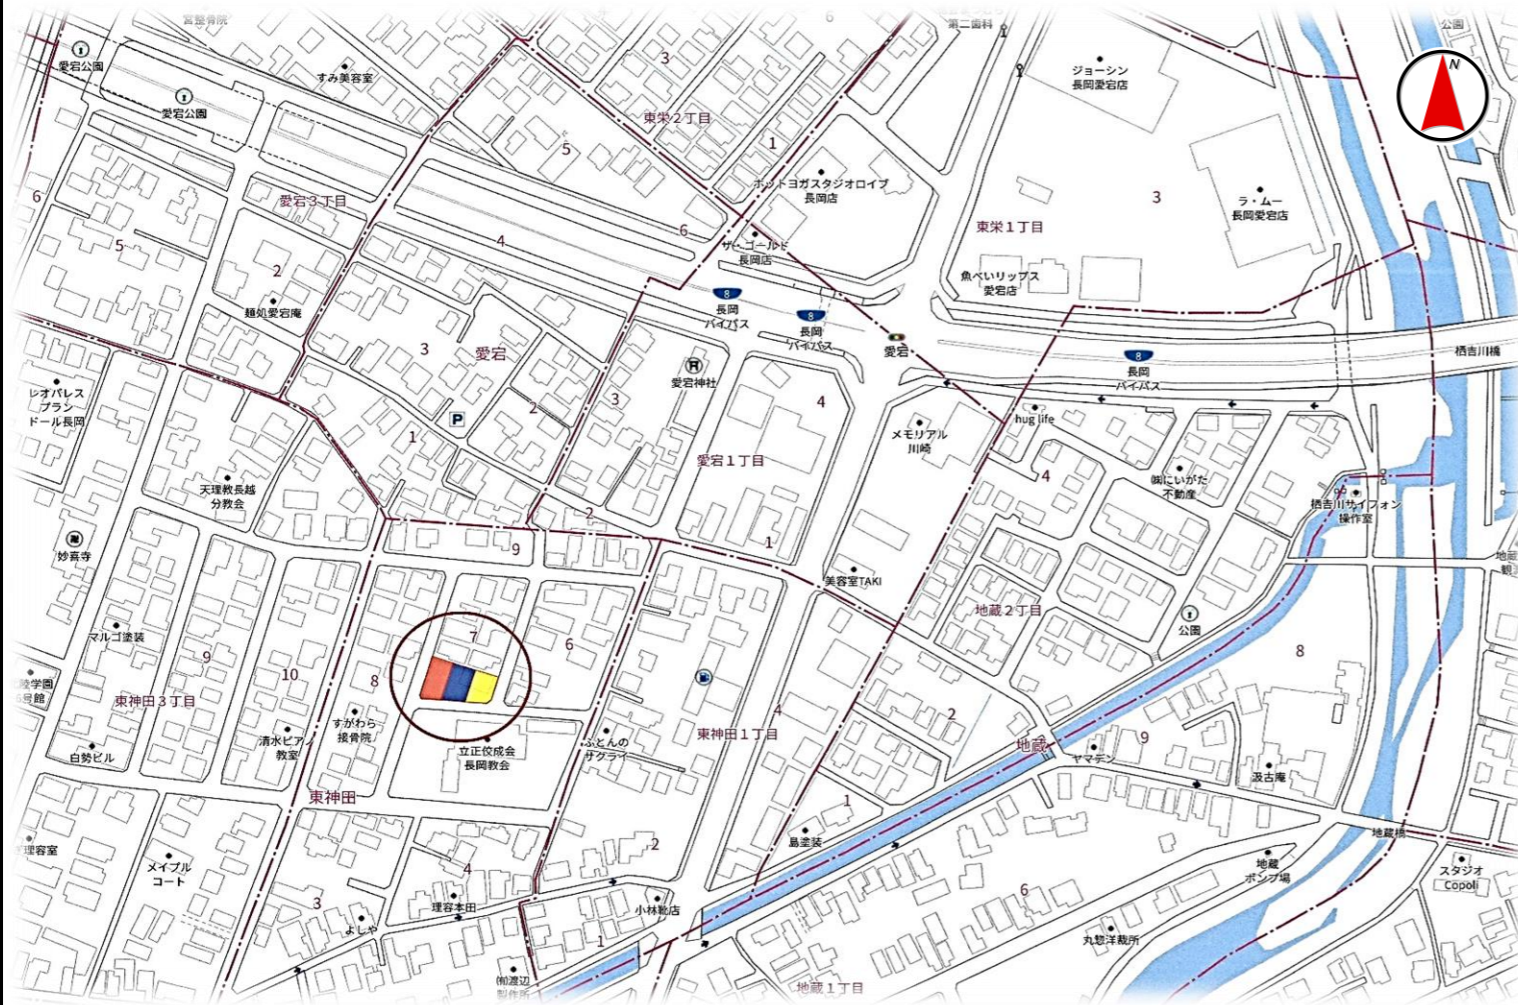 公園
第二歯科
愛宕公園
愛宕公園
すみ美容室
3
6
ジョーシン
長岡愛宕店
N
東栄2丁目
1
5
ホットヨガスタジオロイブ
長岡店
6
愛宕3丁目
5
2
麺処愛宕庵
4
6
ザ・ゴールド
長岡店
東栄1丁目
3
ラ・ムー
長岡愛宕店
魚べいリップス
愛宕店
8
長岡
バイパス
8
長岡
バイパス
愛宕
8
長岡
バイパス
栖吉川橋
3
愛宕
2
3
愛宕神社
4
レオパレス
プラン
ドール長岡
P
1
hug life
メモリアル
川崎
愛宕1丁目
4
㈱にいがた
不動産
天理教長越
分教会
栖吉川サイフォン
操作室
2
妙喜寺
9
1
美容室TAKI
地蔵2丁目
公園
マルゴ塗装
9
7
6
8
10
8
東神田3丁目
すがわら
接骨院
清水ピアノ
教室
白勢ビル
立正佼成会
長岡教会
ふとんの
サクライ
4
東神田1丁目
2
地蔵
9
ヤマデン
汲古庵
東神田
1
島塗装
地蔵橋
理容室
メイプル
コート
2
地蔵
ポンプ場
スタジオ
Copoli
4
3
理容本田
小林靴店
6
よしや
1
丸惣洋裁所
㈲渡辺
製作所
地蔵1丁目